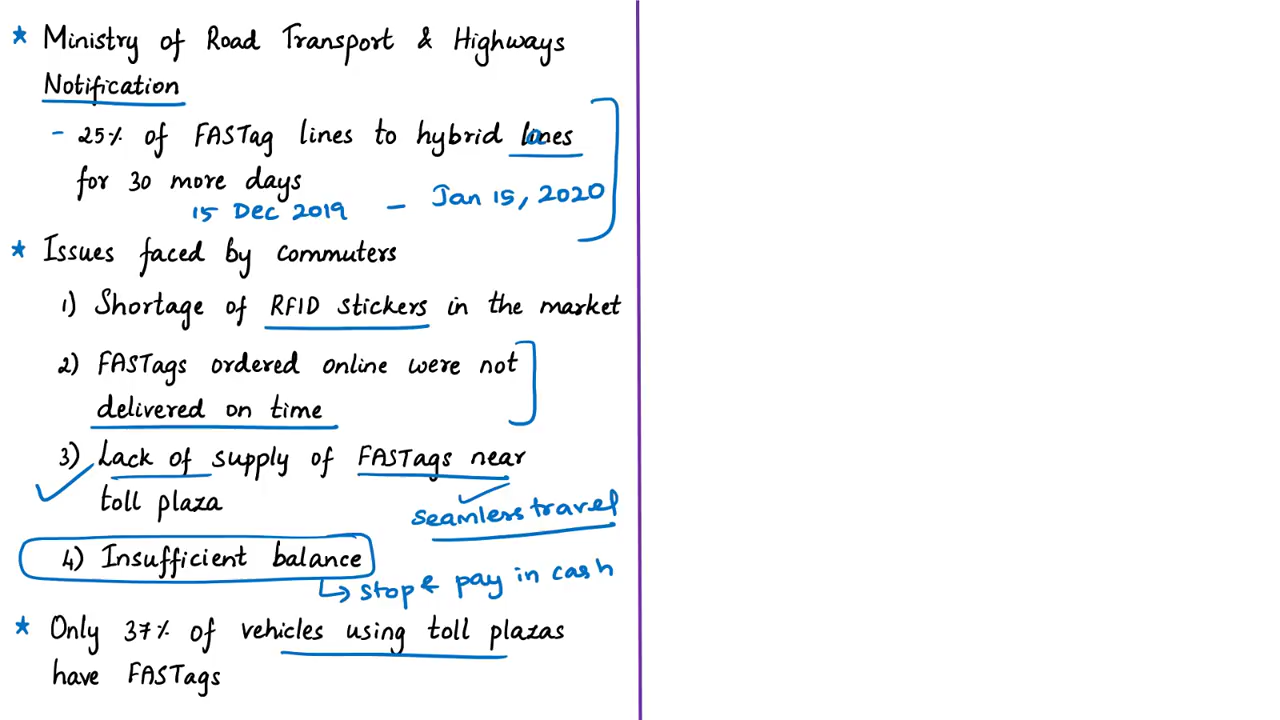 * Ministry of Road Transport & Highways
Notification
- 25% of FASTag lines to hybrid lanes
for 30 more days
15 Dec 2019 - Jan 15, 2020
* Issues faced by commuters
1) Shortage of RFID stickers in the market
2) FASTags ordered online were not
delivered on time
3) Lack of supply of FASTags near
toll plaza
seamless travel
4) Insufficient balance
↳ stop & pay in cash
* Only 37% of vehicles using toll plazas
have FASTags